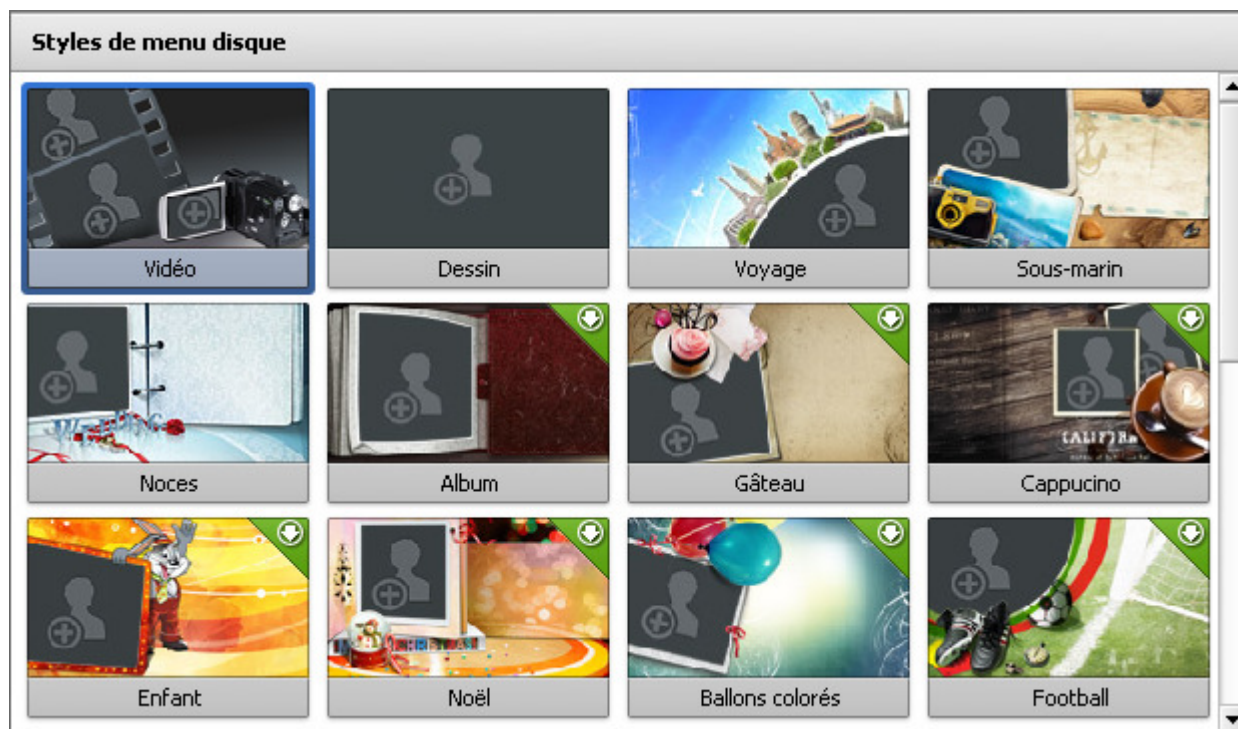 Styles de menu disque
Vidéo
Dessin
Voyage
Sous-marin
Noces
Album
Gâteau
Cappucino
Enfant
Noël
Ballons colorés
Football